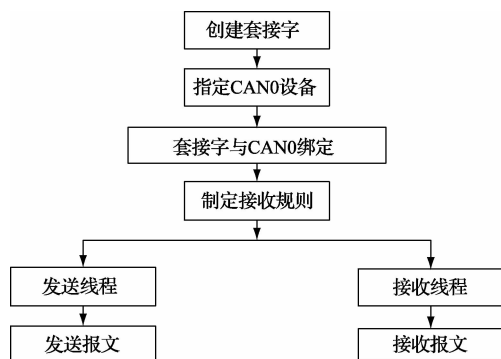 创建套接字
指定CAN0设备
套接字与CAN0绑定
制定接收规则
发送线程
接收线程
发送报文
接收报文